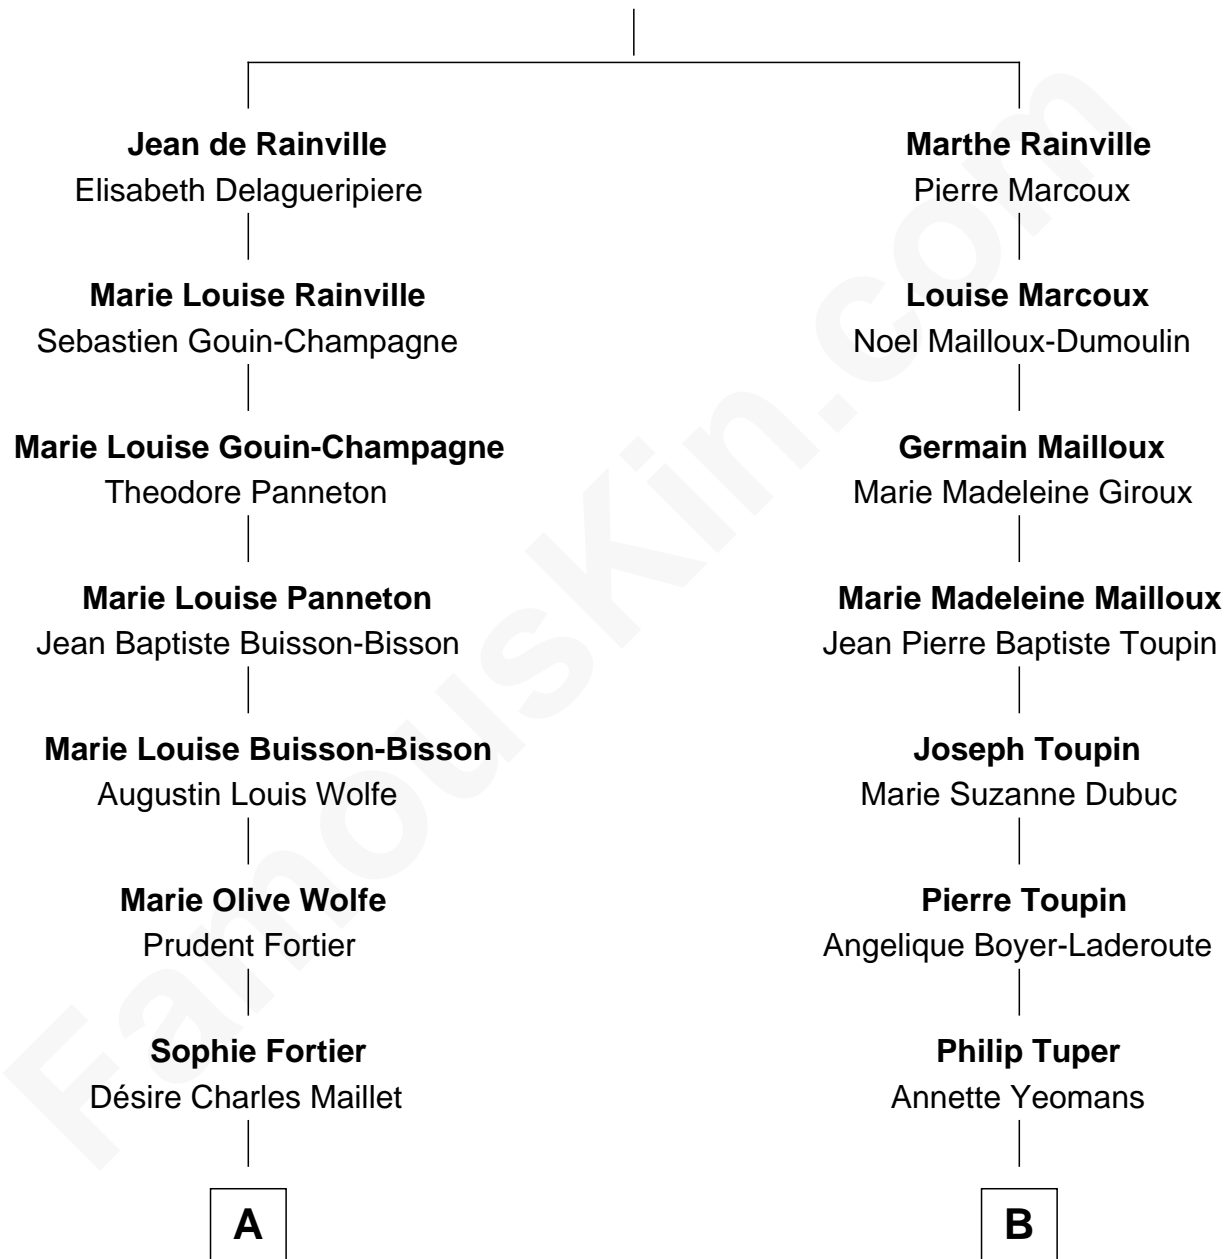 Jean de Rainville
Elisabeth Delagueripiere
Marie Louise Rainville
Sebastien Gouin-Champagne
Marie Louise Gouin-Champagne
Theodore Panneton
Marie Louise Panneton
Jean Baptiste Buisson-Bisson
Marie Louise Buisson-Bisson
Augustin Louis Wolfe
Marie Olive Wolfe
Prudent Fortier
Sophie Fortier
Désire Charles Maillet
A
Marthe Rainville
Pierre Marcoux
Louise Marcoux
Noel Mailloux-Dumoulin
Germain Mailloux
Marie Madeleine Giroux
Marie Madeleine Mailloux
Jean Pierre Baptiste Toupin
Joseph Toupin
Marie Suzanne Dubuc
Pierre Toupin
Angelique Boyer-Laderoute
Philip Tuper
Annette Yeomans
B
FamousKin.com